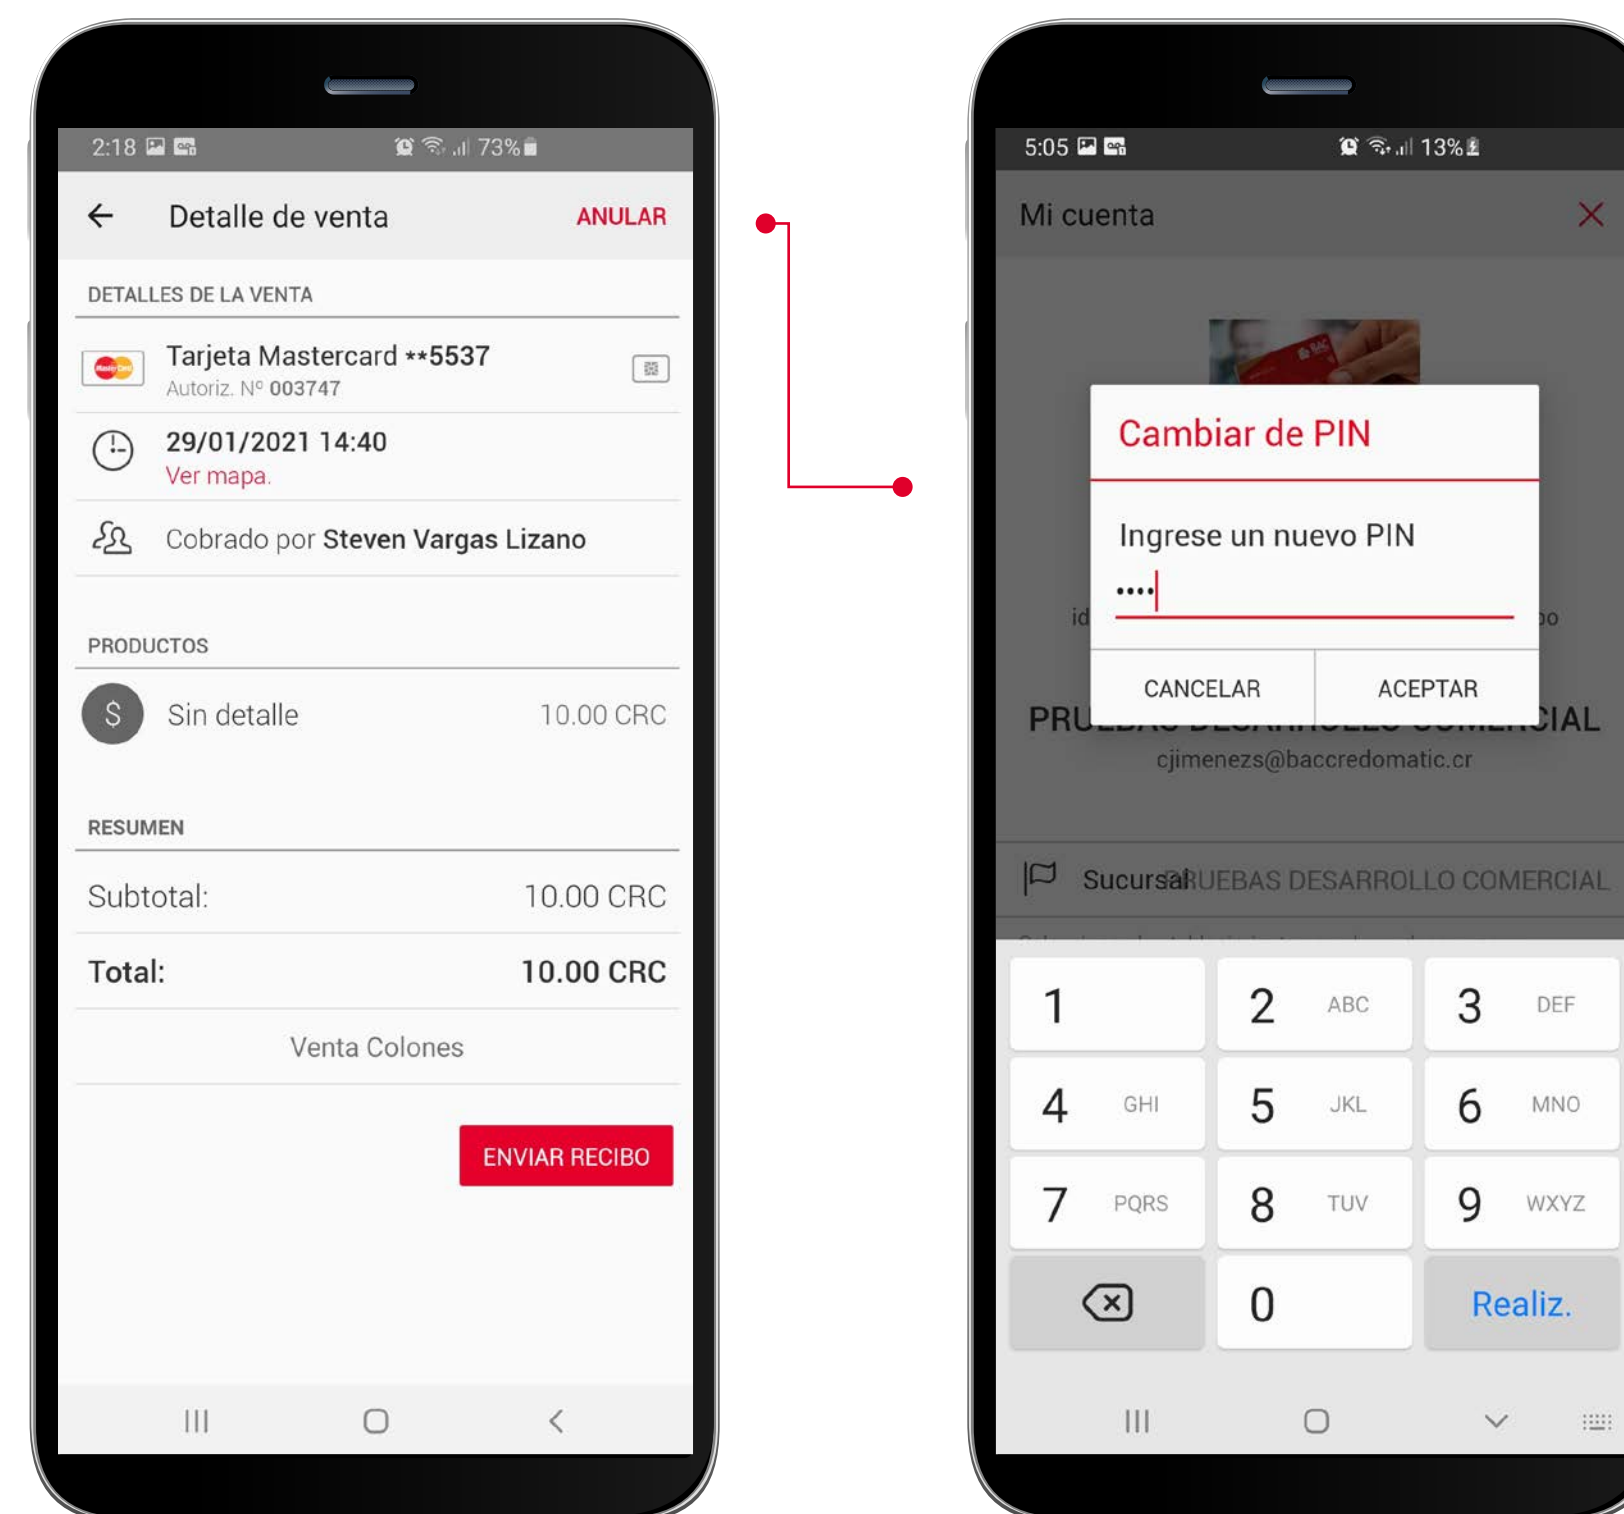 2:18 73%
Detalle de venta ANULAR
DETALLES DE LA VENTA
Tarjeta Mastercard **5537
Autoriz. Nº 003747
29/01/2021 14:40
Ver mapa.
Cobrado por Steven Vargas Lizano
PRODUCTOS
$ Sin detalle 10.00 CRC
RESUMEN
Subtotal: 10.00 CRC
Total: 10.00 CRC
Venta Colones
ENVIAR RECIBO
5:05 13%
Mi cuenta
BAC
Cambiar de PIN
Ingrese un nuevo PIN
••••
CANCELAR ACEPTAR
PRUEBAS DESARROLLO COMERCIAL
cjimenezs@baccredomatic.cr
Sucursal PRUEBAS DESARROLLO COMERCIAL
1 2 ABC 3 DEF
4 GHI 5 JKL 6 MNO
7 PQRS 8 TUV 9 WXYZ
0 Realiz.